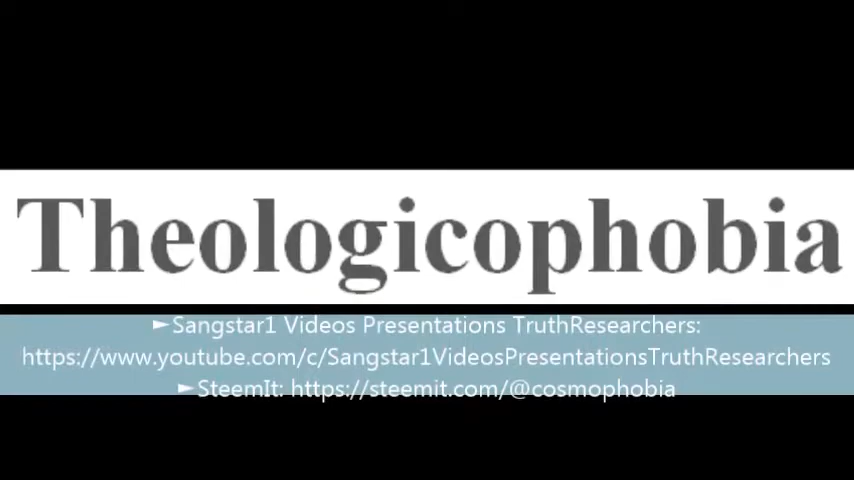 Theologicophobia
►Sangstar1 Videos Presentations TruthResearchers:
https://www.youtube.com/c/Sangstar1VideosPresentationsTruthResearchers
►SteemIt: https://steemit.com/@cosmophobia